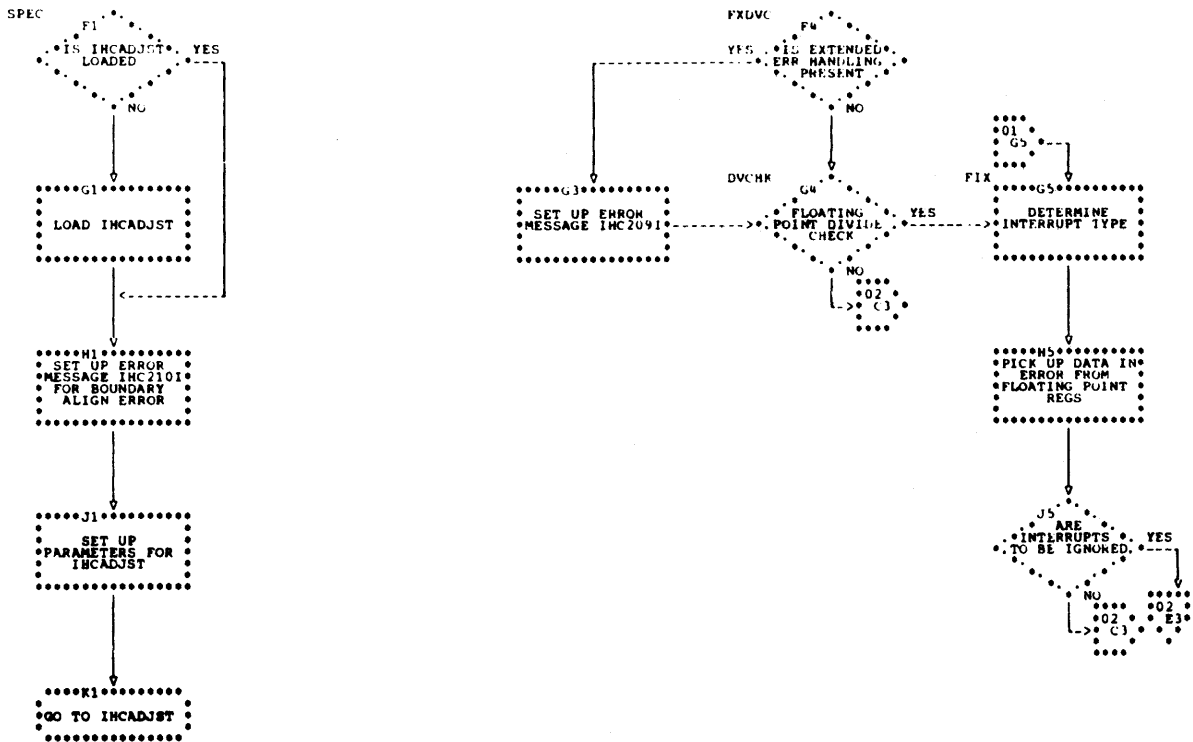 SPEC
F1
IS IHCADJST
LOADED
YES
NO
G1
LOAD IHCADJST
H1
SET UP ERROR
MESSAGE IHC210I
FOR BOUNDARY
ALIGN ERROR
J1
SET UP
PARAMETERS FOR
IHCADJST
K1
GO TO IHCADJST
FXDVC
F4
IS EXTENDED
ERR HANDLING
PRESENT
YES
NO
G3
SET UP ERROR
MESSAGE IHC209I
DVCHK
G4
FLOATING
POINT DIVIDE
CHECK
YES
NO
02
C3
01
G5
FIX
G5
DETERMINE
INTERRUPT TYPE
H5
PICK UP DATA IN
ERROR FROM
FLOATING POINT
REGS
J5
ARE
INTERRUPTS
TO BE IGNORED
YES
NO
02
C3
02
E3